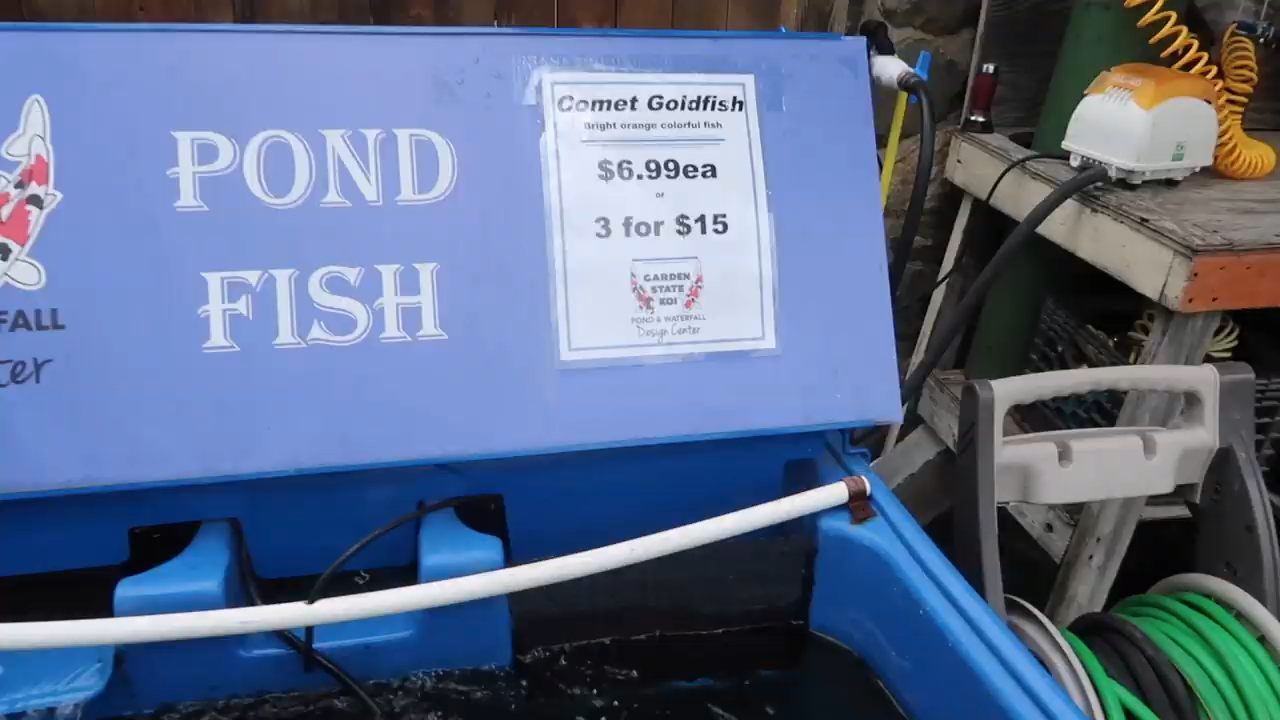 POND
FISH
FALL
ter
Comet Goldfish
Bright orange colorful fish
$6.99ea
or
3 for $15
GARDEN
STATE
KOI
POND & WATERFALL
Design Center